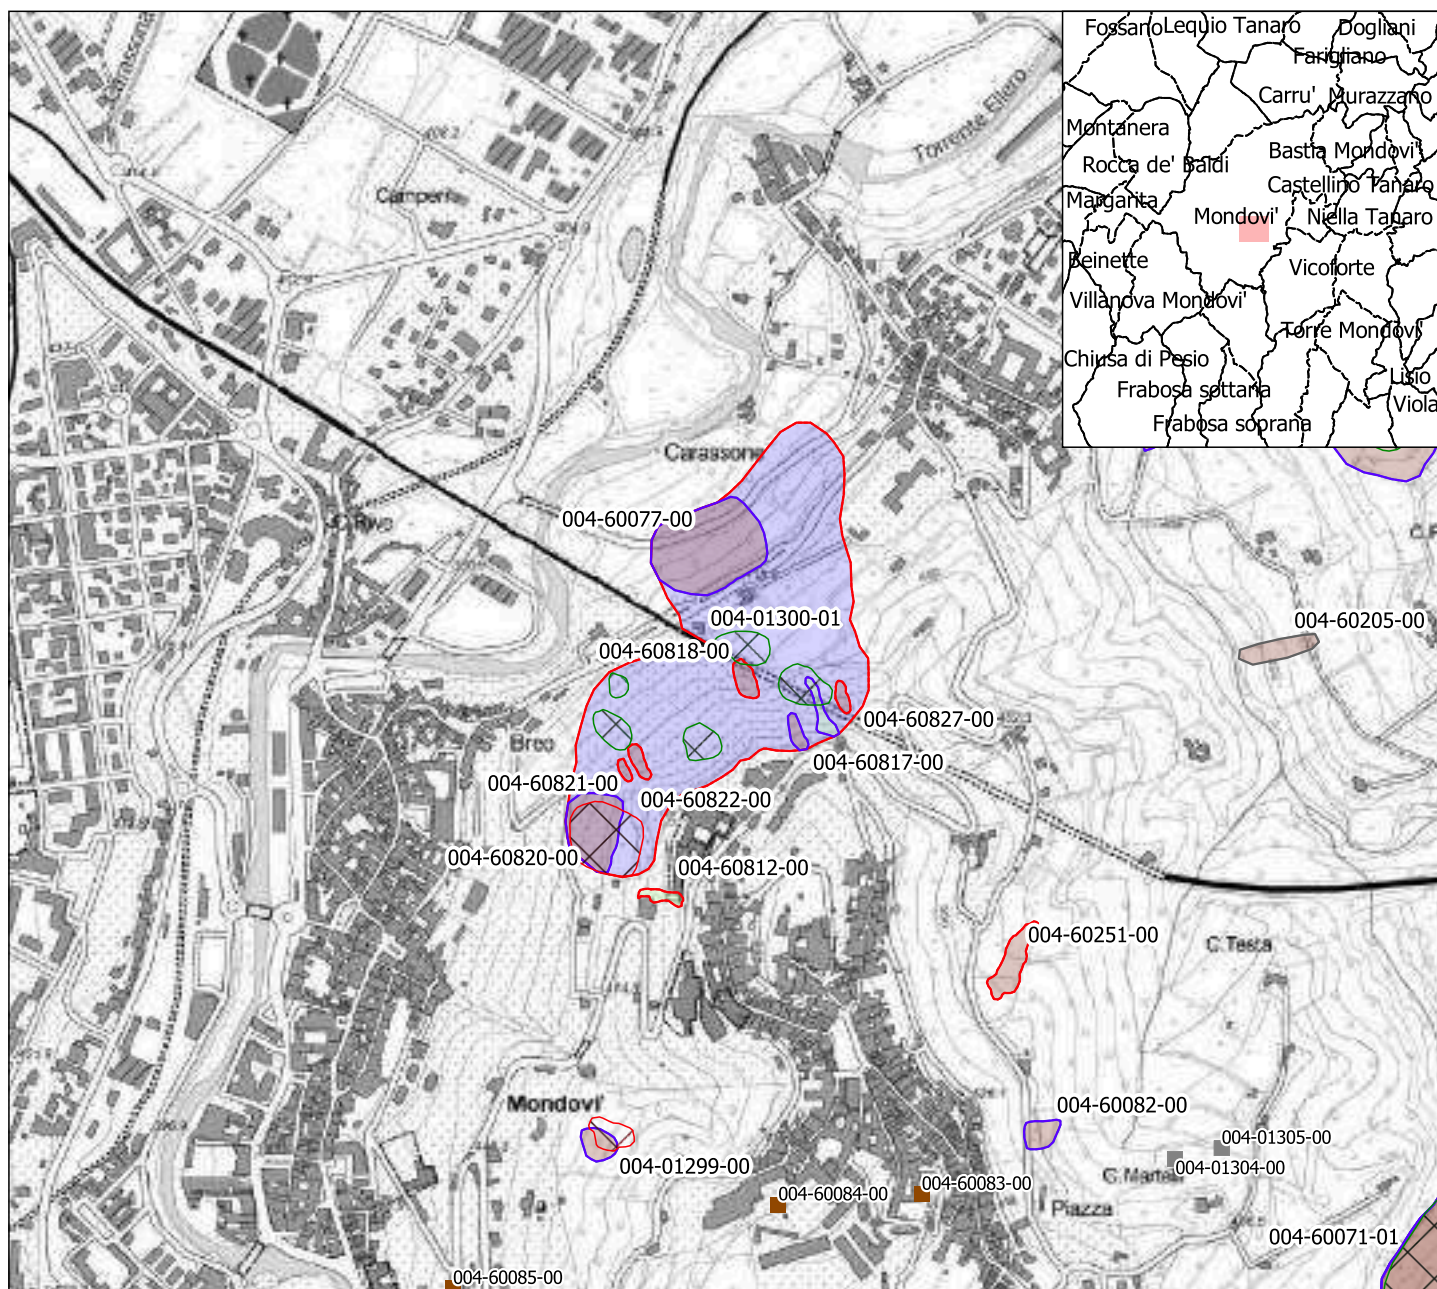 Fossano
Lequio Tanaro
Dogliani
Farigliano
Carru'
Murazzano
Montanera
Bastia Mondovi'
Rocca de' Baldi
Castellino Tanaro
Margarita
Mondovi'
Niella Tanaro
Beinette
Vicoforte
Villanova Mondovi'
Torre Mondovi'
Chiusa di Pesio
Lisio
Frabosa sottana
Viola
Frabosa soprana
Torrente Ellero
Carassone
004-60077-00
004-01300-01
004-60818-00
004-60205-00
004-60827-00
Breo
004-60817-00
004-60821-00
004-60822-00
004-60820-00
004-60812-00
004-60251-00
C.Testa
Mondovi'
004-60082-00
004-01305-00
004-01299-00
004-01304-00
004-60084-00
004-60083-00
Piazza
004-60071-01
004-60085-00